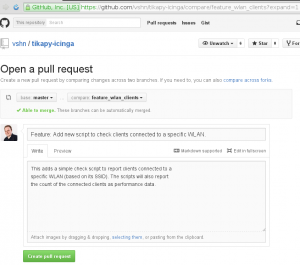 GitHub, Inc. [US] https://github.com/vshn/tikapy-icinga/compare/feature_wlan_clients?expand=1
This repository Pull requests Issues Gist
vshn / tikapy-icinga Unwatch Star Fork
Open a pull request
Create a new pull request by comparing changes across two branches. If you need to, you can also compare across forks.
base: master ... compare: feature_wlan_clients
Able to merge. These branches can be automatically merged.
Feature: Add new script to check clients connected to a specific WLAN.
Write Preview Markdown supported Edit in fullscreen
This adds a simple check script to report clients connected to a
specific WLAN (based on its SSID). The scripts will also report
the count of the connected clients as performance data.
Attach images by dragging & dropping, selecting them, or pasting from the clipboard.
Create pull request